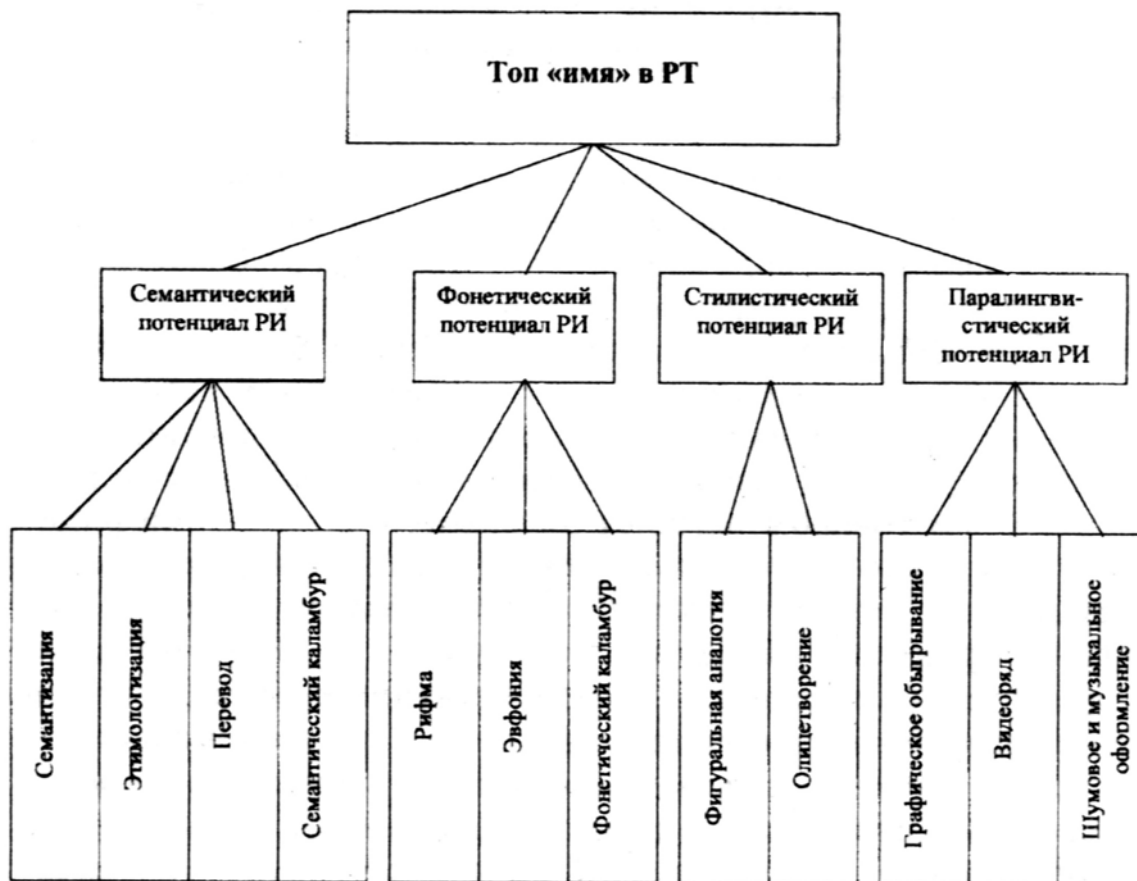 Топ «имя» в РТ
Семантический
потенциал РИ
Фонетический
потенциал РИ
Стилистический
потенциал РИ
Паралингви-
стический
потенциал РИ
Семантизация
Этимологизация
Перевод
Семантичсский каламбур
Рифма
Эвфония
Фонетический каламбур
Фигуральная аналогия
Олицетворение
Графическое обыгрывание
Видеоряд
Шумовое и музыкальное
оформление